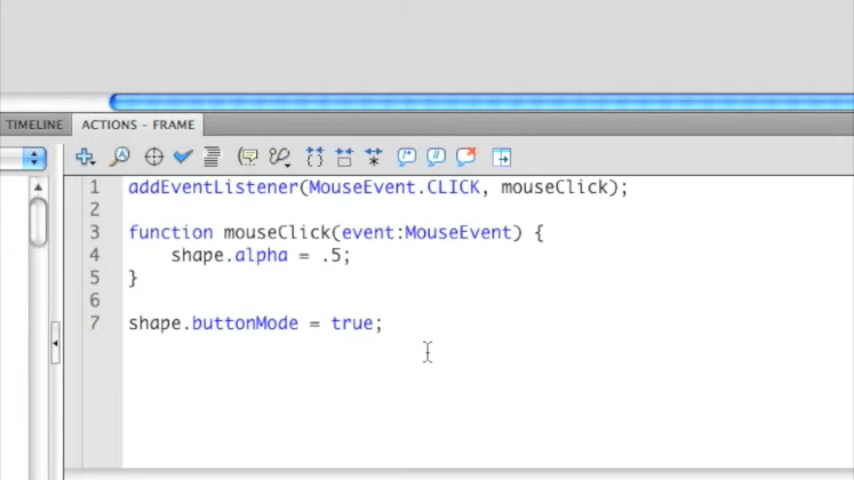 TIMELINE
ACTIONS - FRAME
1 addEventListener(MouseEvent.CLICK, mouseClick);
2
3 function mouseClick(event:MouseEvent) {
4 shape.alpha = .5;
5 }
6
7 shape.buttonMode = true;